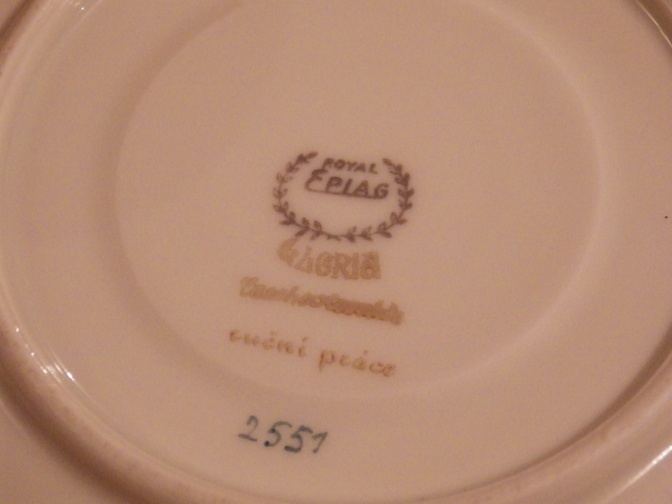 ROYAL
EPIAG
GLORIA
Czechoslovakia
ruční práce
2551